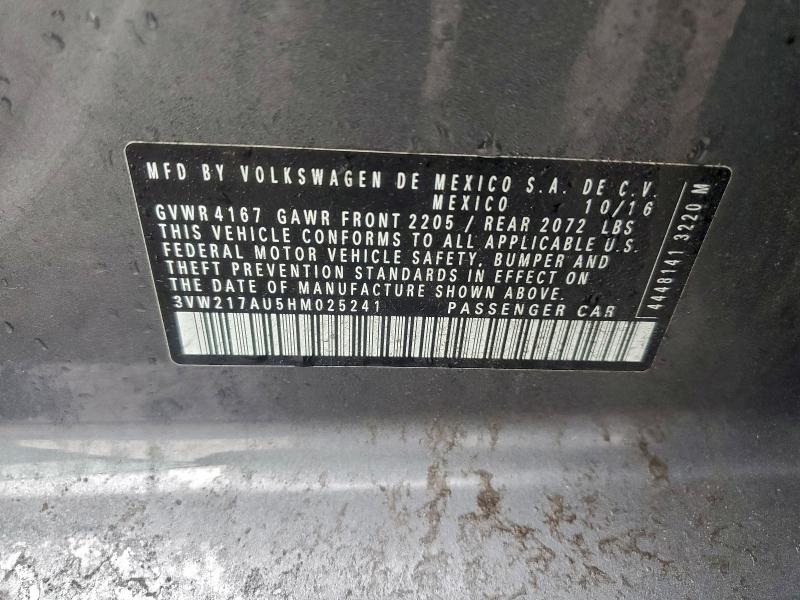 MFD BY VOLKSWAGEN DE MEXICO S.A. DE C.V.
MEXICO 10/16
GVWR 4167 GAWR FRONT 2205 / REAR 2072 LBS
THIS VEHICLE CONFORMS TO ALL APPLICABLE U.S.
FEDERAL MOTOR VEHICLE SAFETY, BUMPER AND
THEFT PREVENTION STANDARDS IN EFFECT ON
THE DATE OF MANUFACTURE SHOWN ABOVE.
3VW217AU5HM025241 PASSENGER CAR
4448141 3220 M